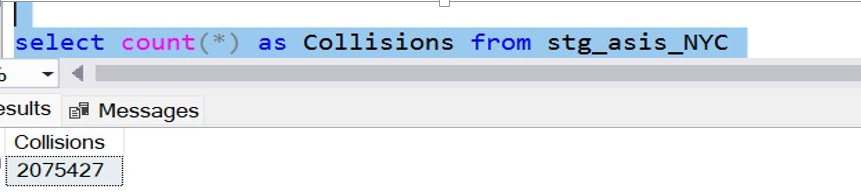 select count(*) as Collisions from stg_asis_NYC
%
esults Messages
Collisions
2075427